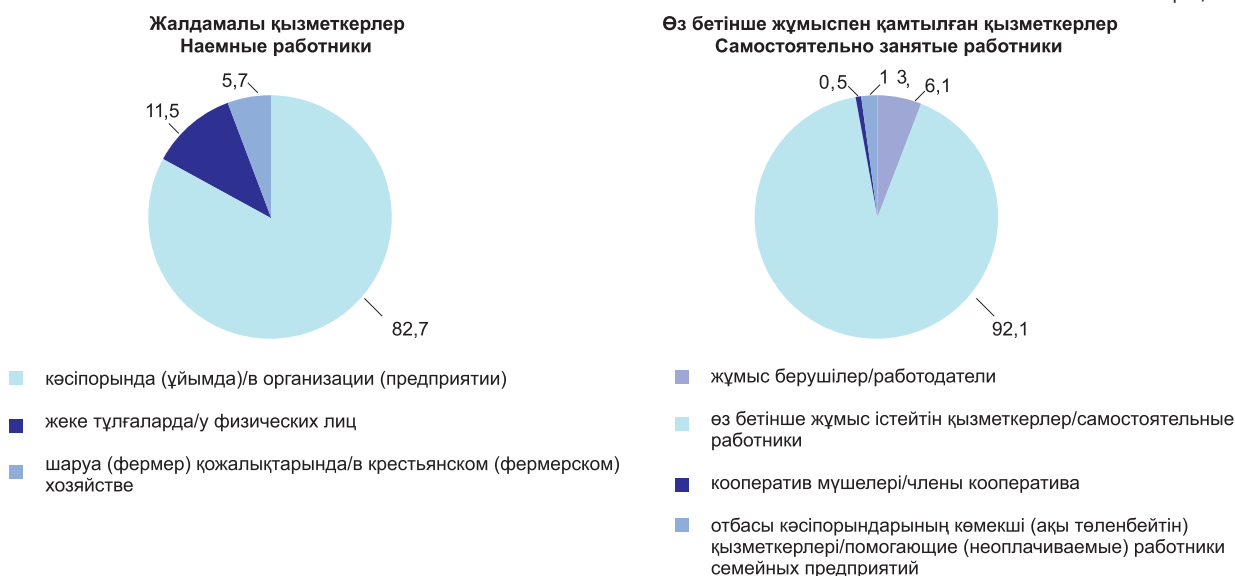 Жалдамалы қызметкерлер
Наемные работники
5,7
11,5
82,7
кәсіпорында (ұйымда)/в организации (предприятии)
жеке тұлғаларда/у физических лиц
шаруа (фермер) қожалықтарында/в крестьянском (фермерском)
хозяйстве
Өз бетінше жұмыспен қамтылған қызметкерлер
Самостоятельно занятые работники
0,5
1 3,
6,1
92,1
жұмыс берушілер/работодатели
өз бетінше жұмыс істейтін қызметкерлер/самостоятельные
работники
кооператив мүшелері/члены кооператива
отбасы кәсіпорындарының көмекші (ақы төленбейтін)
қызметкерлері/помогающие (неоплачиваемые) работники
семейных предприятий